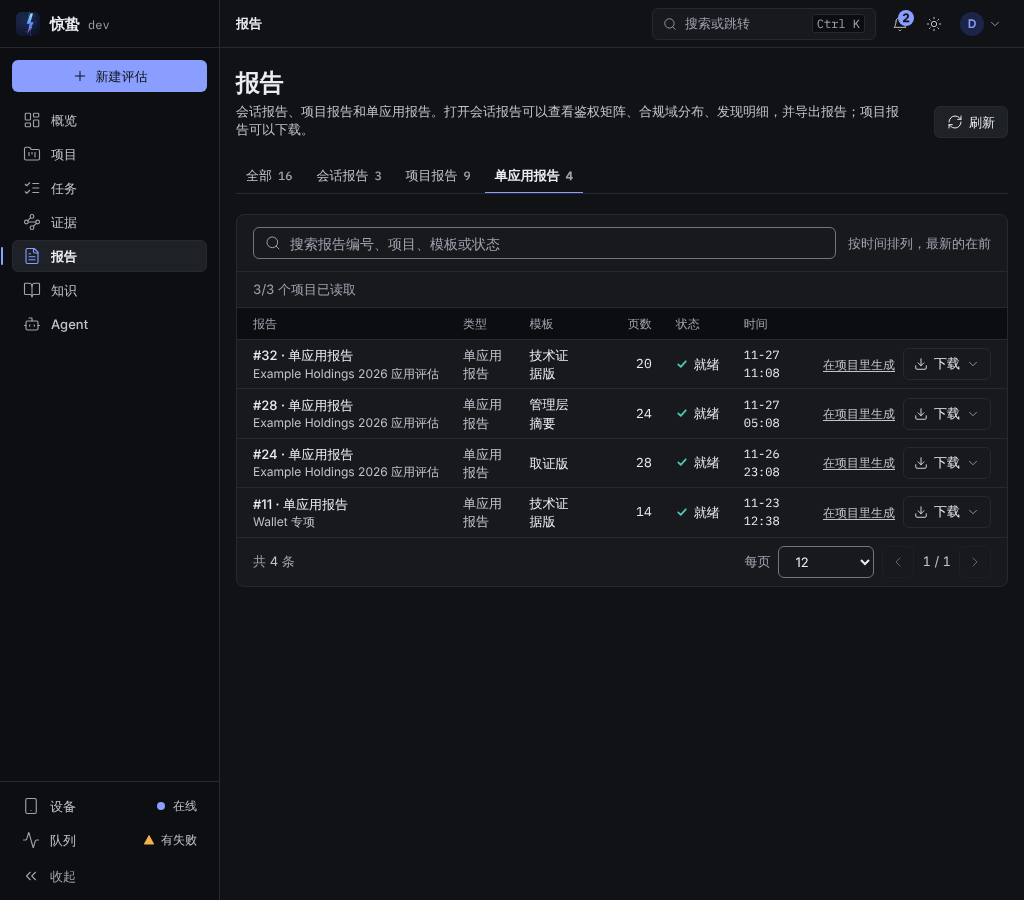 惊蛰 dev
报告
搜索或跳转 Ctrl K
2
D
新建评估
概览
项目
任务
证据
报告
知识
Agent
设备 在线
队列 有失败
收起
报告
会话报告、项目报告和单应用报告。打开会话报告可以查看鉴权矩阵、合规域分布、发现明细，并导出报告；项目报
告可以下载。
刷新
全部 16 会话报告 3 项目报告 9 单应用报告 4
搜索报告编号、项目、模板或状态
按时间排列，最新的在前
3/3 个项目已读取
报告 类型 模板 页数 状态 时间
#32 · 单应用报告
Example Holdings 2026 应用评估
单应用
报告
技术证
据版
20
就绪
11-27
11:08
在项目里生成
下载
#28 · 单应用报告
Example Holdings 2026 应用评估
单应用
报告
管理层
摘要
24
就绪
11-27
05:08
在项目里生成
下载
#24 · 单应用报告
Example Holdings 2026 应用评估
单应用
报告
取证版
28
就绪
11-26
23:08
在项目里生成
下载
#11 · 单应用报告
Wallet 专项
单应用
报告
技术证
据版
14
就绪
11-23
12:38
在项目里生成
下载
共 4 条
每页 12 1 / 1